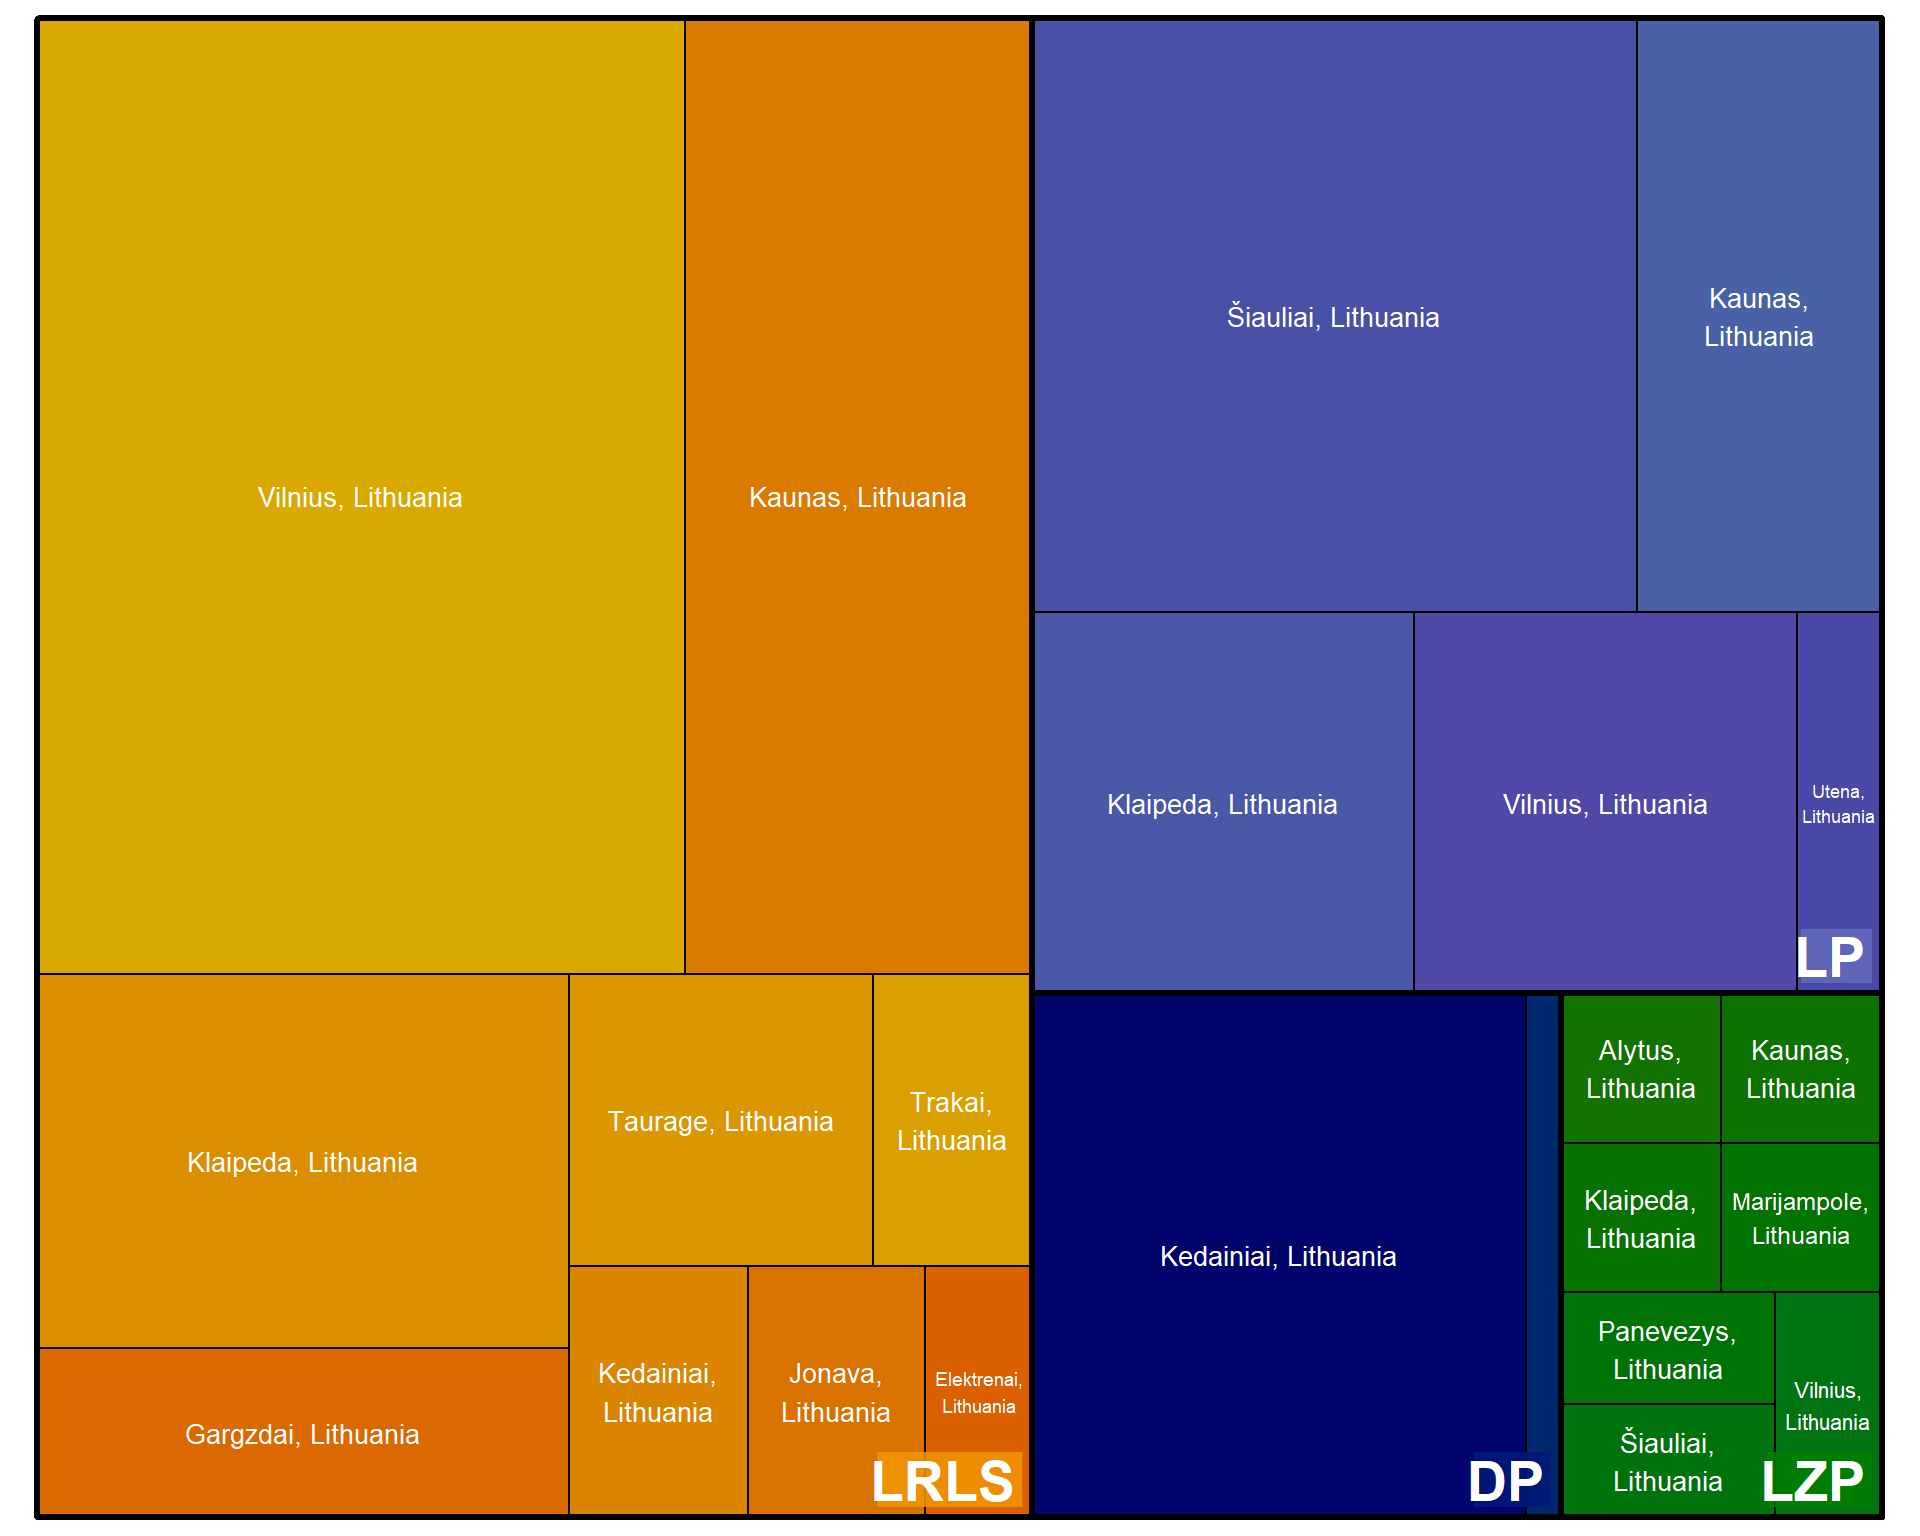 Vilnius, Lithuania
Kaunas, Lithuania
Klaipeda, Lithuania
Gargzdai, Lithuania
Taurage, Lithuania
Trakai,
Lithuania
Kedainiai,
Lithuania
Jonava,
Lithuania
Elektrenai,
Lithuania
LRLS
Šiauliai, Lithuania
Kaunas,
Lithuania
Klaipeda, Lithuania
Vilnius, Lithuania
Utena,
Lithuania
LP
Kedainiai, Lithuania
DP
Alytus,
Lithuania
Kaunas,
Lithuania
Klaipeda,
Lithuania
Marijampole,
Lithuania
Panevezys,
Lithuania
Šiauliai,
Lithuania
Vilnius,
Lithuania
LZP